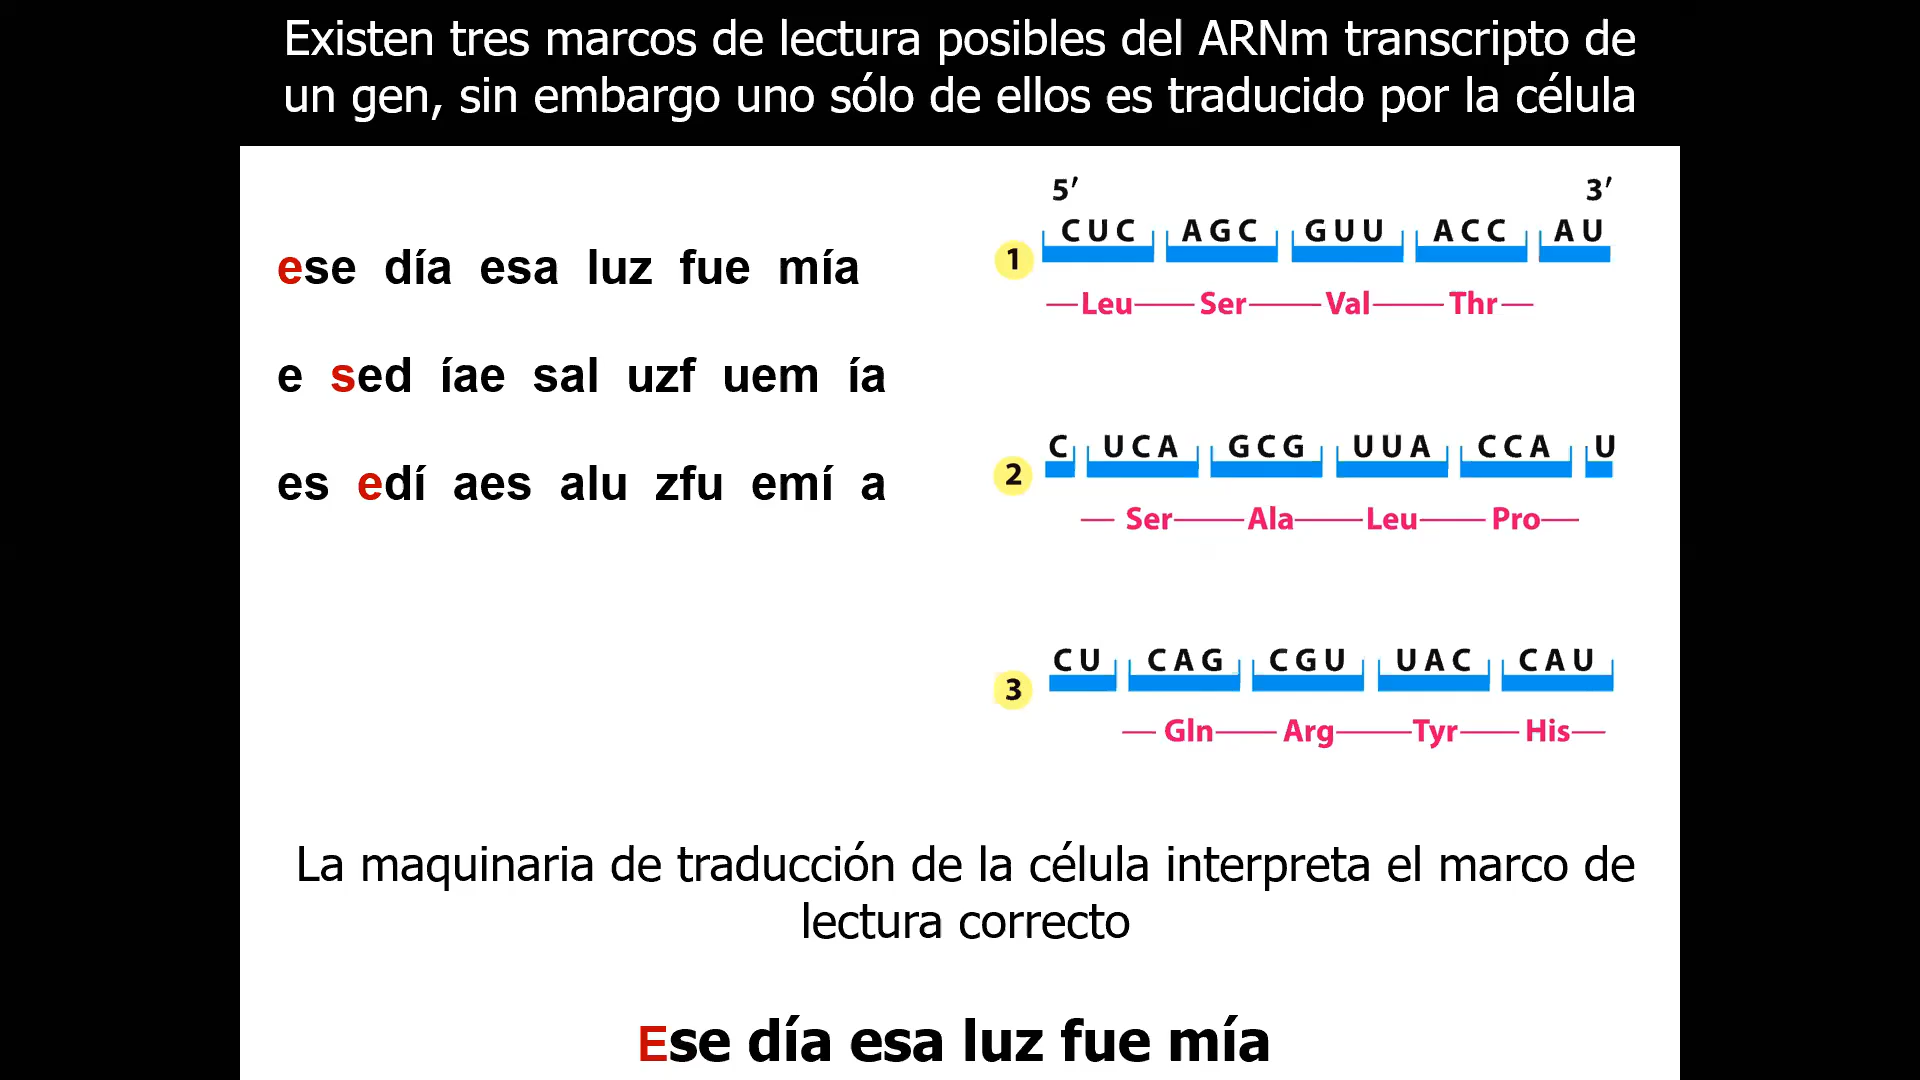 Existen tres marcos de lectura posibles del ARNm transcripto de
un gen, sin embargo uno sólo de ellos es traducido por la célula
ese día esa luz fue mía
e sed íae sal uzf uem ía
es edí aes alu zfu emí a
5′ 3′
1 CUC AGC GUU ACC AU
Leu Ser Val Thr
2 C UCA GCG UUA CCA U
Ser Ala Leu Pro
3 CU CAG CGU UAC CAU
Gln Arg Tyr His
La maquinaria de traducción de la célula interpreta el marco de
lectura correcto
Ese día esa luz fue mía